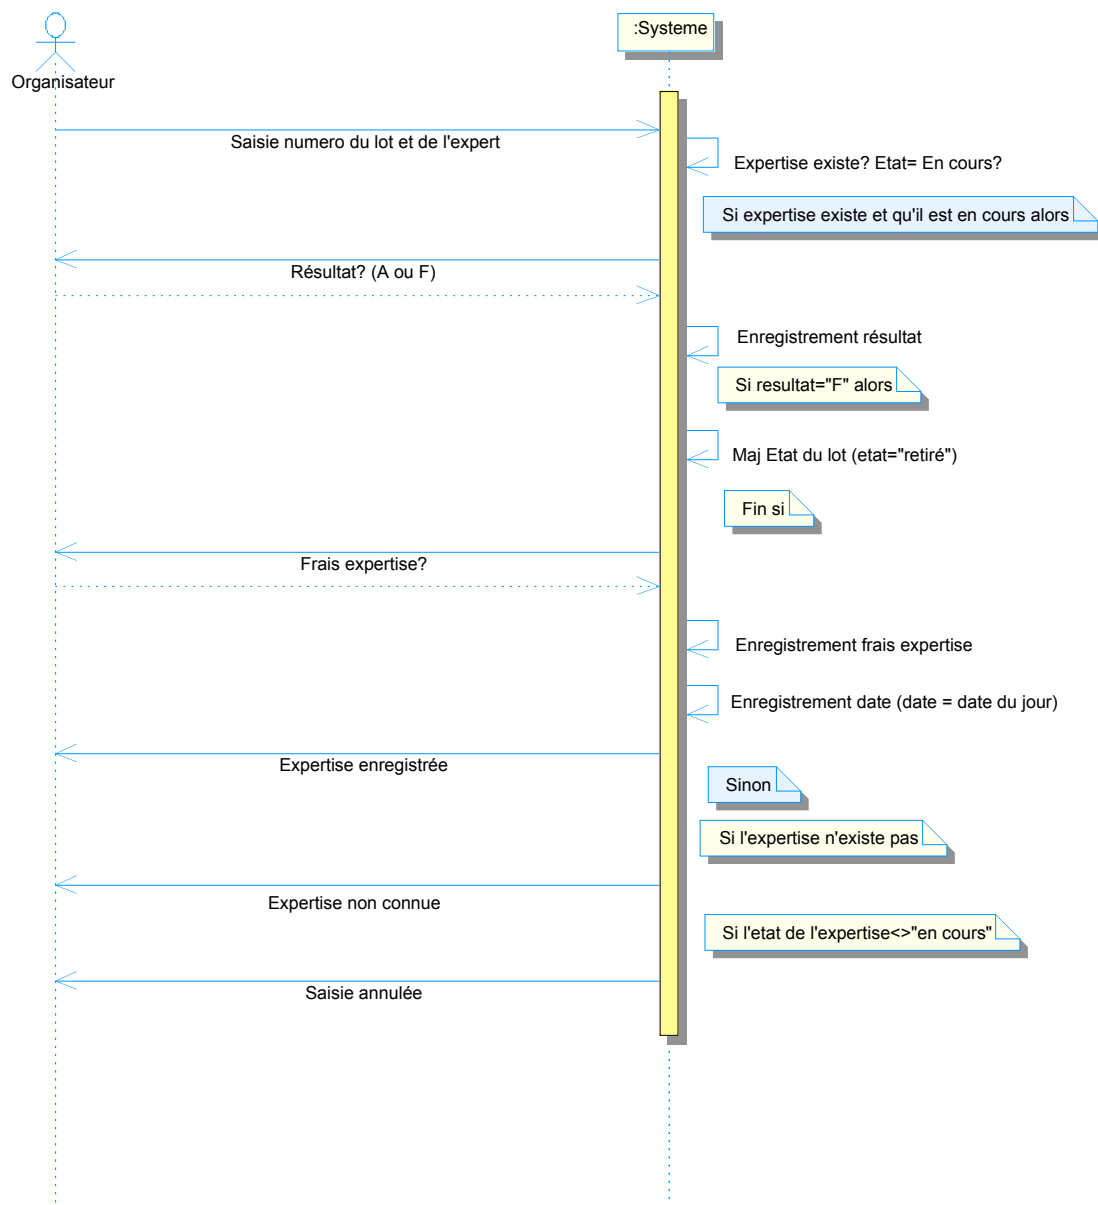 :Systeme
Organisateur
Saisie numero du lot et de l'expert
Expertise existe? Etat= En cours?
Si expertise existe et qu'il est en cours alors
Résultat? (A ou F)
Enregistrement résultat
Si resultat="F" alors
Maj Etat du lot (etat="retiré")
Fin si
Frais expertise?
Enregistrement frais expertise
Enregistrement date (date = date du jour)
Expertise enregistrée
Sinon
Si l'expertise n'existe pas
Expertise non connue
Si l'etat de l'expertise<>"en cours"
Saisie annulée